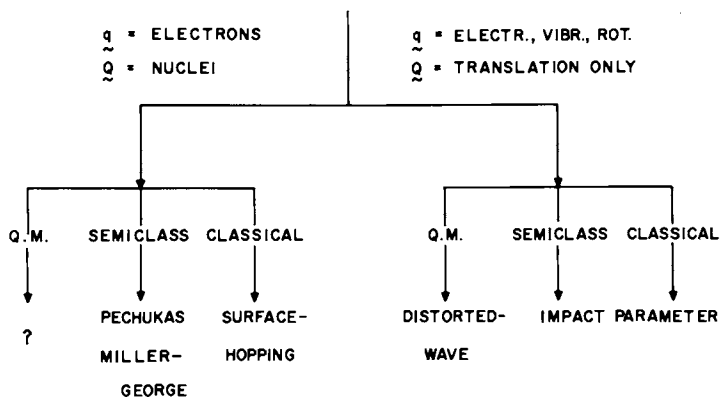 q = ELECTRONS
Q = NUCLEI
q = ELECTR., VIBR., ROT.
Q = TRANSLATION ONLY
Q.M. SEMICLASS CLASSICAL
Q.M. SEMICLASS CLASSICAL
?
PECHUKAS
MILLER-
GEORGE
SURFACE-
HOPPING
DISTORTED-
WAVE
IMPACT PARAMETER